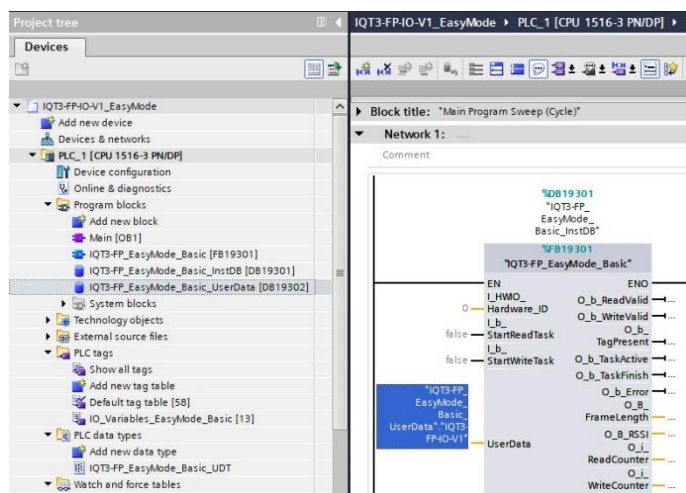 Project tree
Devices
IQT3-FP-IO-V1_EasyMode
Add new device
Devices & networks
PLC_1 [CPU 1516-3 PN/DP]
Device configuration
Online & diagnostics
Program blocks
Add new block
Main [OB1]
IQT3-FP_EasyMode_Basic [FB19301]
IQT3-FP_EasyMode_Basic_InstDB [DB19301]
IQT3-FP_EasyMode_Basic_UserData [DB19302]
System blocks
Technology objects
External source files
PLC tags
Show all tags
Add new tag table
Default tag table [58]
IO_Variables_EasyMode_Basic [13]
PLC data types
Add new data type
IQT3-FP_EasyMode_Basic_UDT
Watch and force tables
IQT3-FP-IO-V1_EasyMode ▸ PLC_1 [CPU 1516-3 PN/DP] ▸
Block title: "Main Program Sweep (Cycle)"
Network 1: .....
Comment
%DB19301
"IQT3-FP_
EasyMode_
Basic_InstDB"
%FB19301
"IQT3-FP_EasyMode_Basic"
EN ENO
0 I_HWIO_
Hardware_ID
false I_b_
StartReadTask
false I_b_
StartWriteTask
"IQT3-FP_
EasyMode_
Basic_
UserData"."IQT3-
FP-IO-V1"
UserData
O_b_ReadValid
O_b_WriteValid
O_b_
TagPresent
O_b_TaskActive
O_b_TaskFinish
O_b_Error
O_B_
FrameLength ...
O_B_RSSI ...
O_i_
ReadCounter ...
O_i_
WriteCounter ...